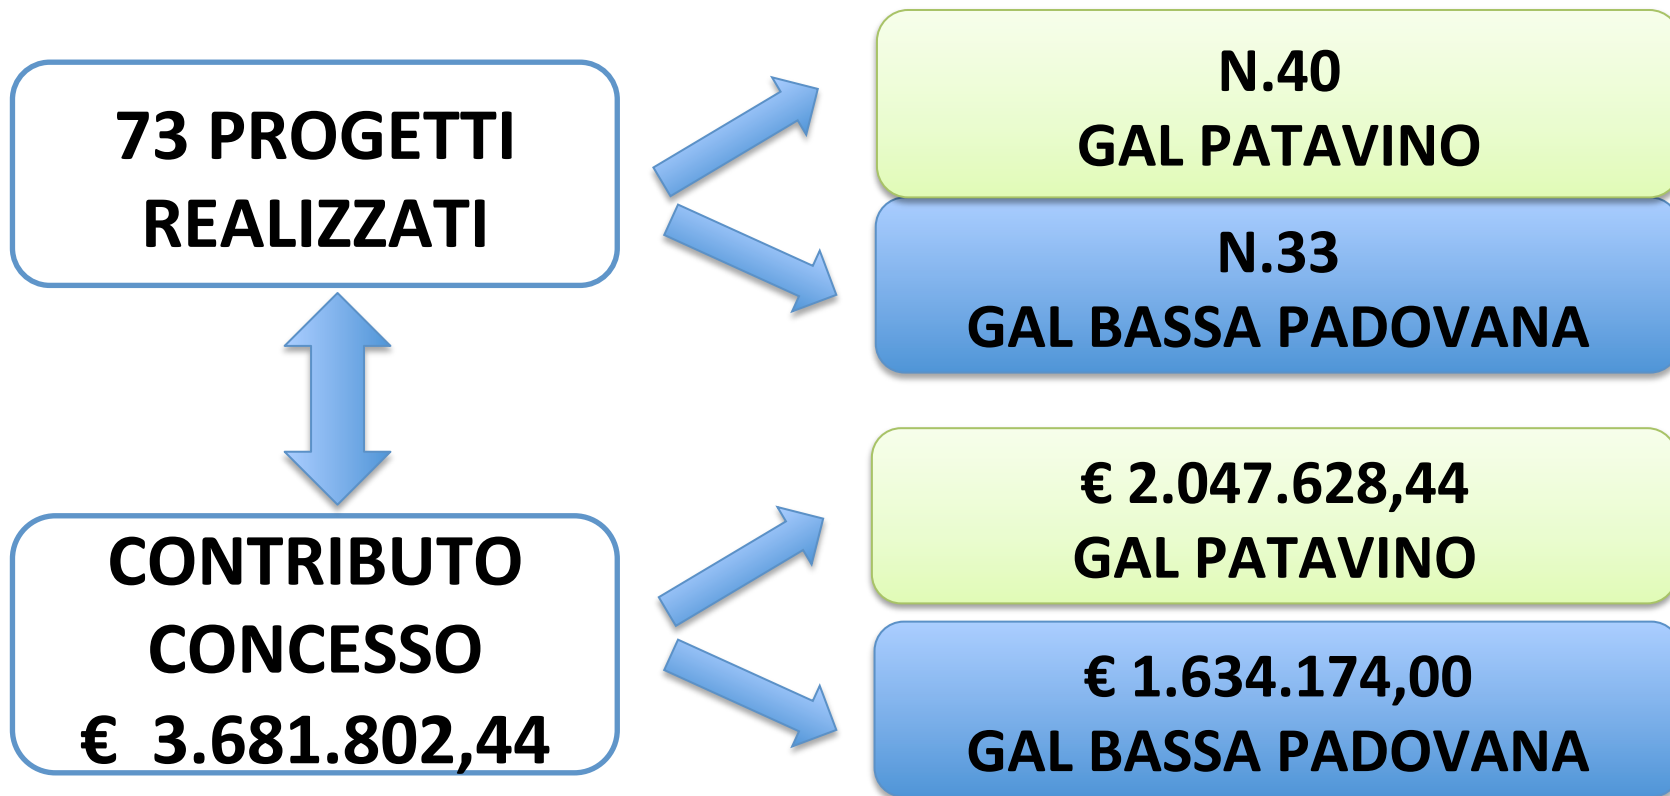 73 PROGETTI
REALIZZATI
N.40
GAL PATAVINO
N.33
GAL BASSA PADOVANA
CONTRIBUTO
CONCESSO
€ 3.681.802,44
€ 2.047.628,44
GAL PATAVINO
€ 1.634.174,00
GAL BASSA PADOVANA